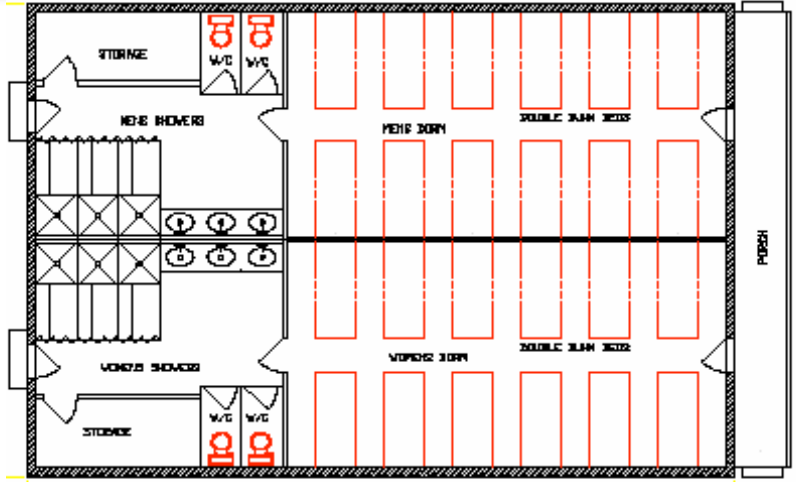 STORAGE
W/C
W/C
MENS SHOWERS
MENS DORM
DOUBLE BUNK BEDS
PORCH
WOMENS SHOWERS
WOMENS DORM
DOUBLE BUNK BEDS
W/C
W/C
STORAGE